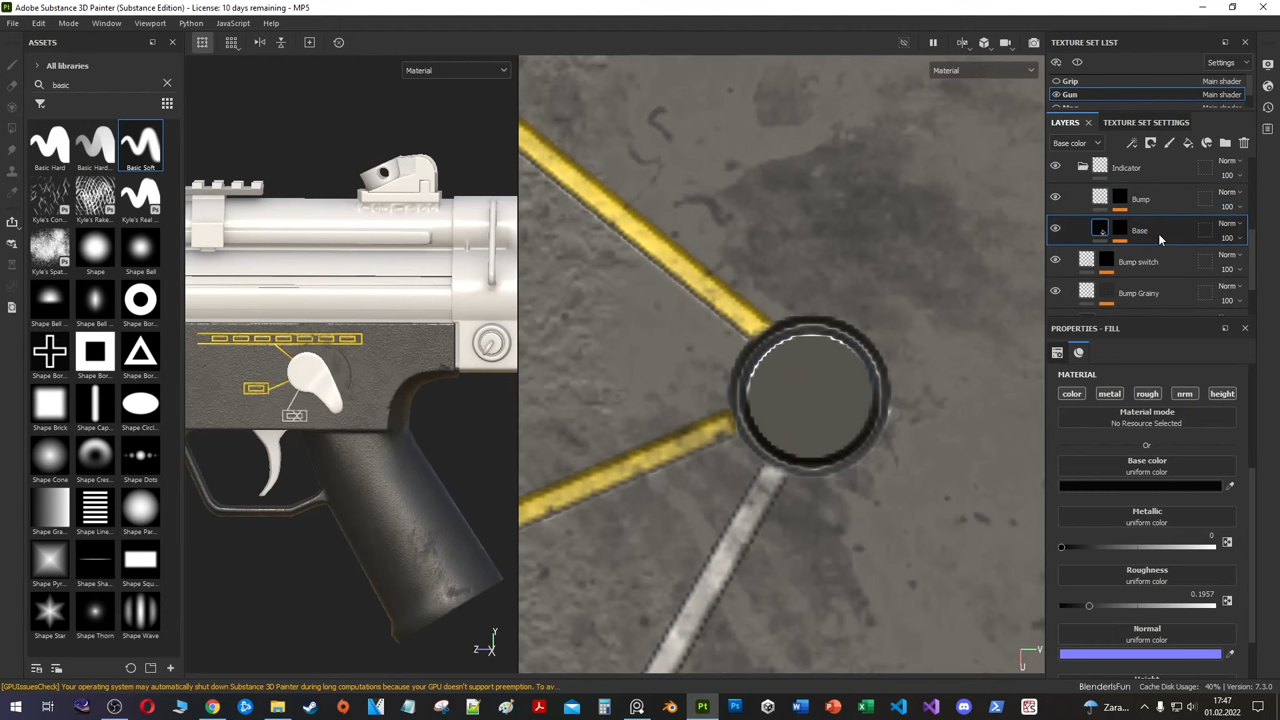 Adobe Substance 3D Painter (Substance Edition) - License: 10 days remaining - MP5
File Edit Mode Window Viewport Python JavaScript Help
ASSETS
All libraries
basic
Basic Hard
Basic Hard...
Basic Soft
Kyle's Con...
Kyle's Rake...
Kyle's Real ...
Kyle's Spat...
Shape
Shape Bell
Shape Bell ...
Shape Bell ...
Shape Bor...
Shape Bor...
Shape Bor...
Shape Bor...
Shape Brick
Shape Cap...
Shape Circl...
Shape Cone
Shape Cres...
Shape Dots
Shape Gra...
Shape Line...
Shape Par...
Shape Pyr...
Shape Sha...
Shape Squ...
Shape Star
Shape Thorn
Shape Wave
Material
Material
Y
Z X
V
U
TEXTURE SET LIST
Settings
Grip Main shader
Gun Main shader
Main shader
LAYERS
TEXTURE SET SETTINGS
Base color
Indicator
Norm
100
Bump
Norm
100
Base
Norm
100
Bump switch
Norm
100
Bump Grainy
Norm
100
PROPERTIES - FILL
MATERIAL
color metal rough nrm height
Material mode
No Resource Selected
Or
Base color
uniform color
Metallic
uniform color
0
Roughness
uniform color
0.1957
Normal
uniform color
[GPUIssuesCheck] Your operating system may automatically shut down Substance 3D Painter during long computations because your GPU doesn't support preemption. To av...
BlenderIsFun
Cache Disk Usage: 40% | Version: 7.3.0
Zara...
17:47
01.02.2022